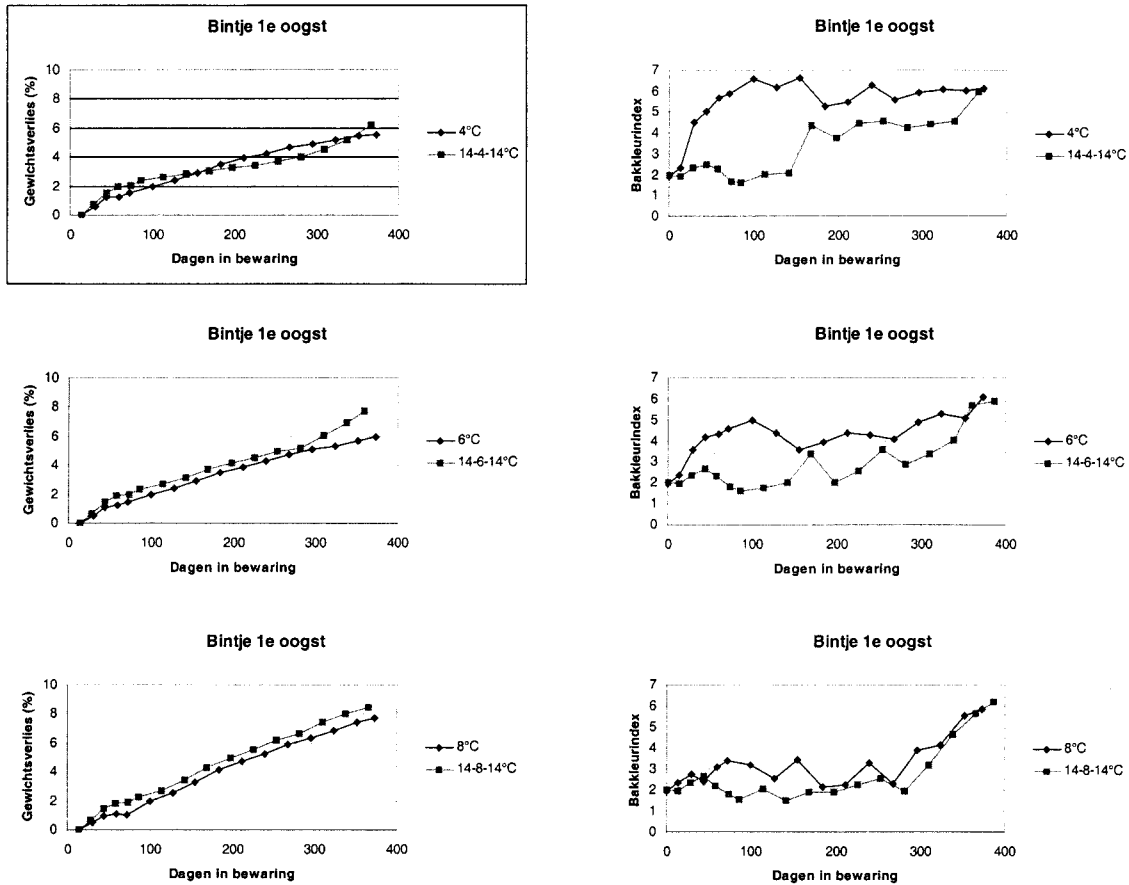 Bintje 1e oogst
Gewichtsverlies (%)
10
8
6
4
2
0
0 100 200 300 400
Dagen in bewaring
4°C
14-4-14°C
Bintje 1e oogst
Bakkleurindex
7
6
5
4
3
2
1
0
0 100 200 300 400
Dagen in bewaring
4°C
14-4-14°C
Bintje 1e oogst
Gewichtsverlies (%)
10
8
6
4
2
0
0 100 200 300 400
Dagen in bewaring
6°C
14-6-14°C
Bintje 1e oogst
Bakkleurindex
7
6
5
4
3
2
1
0
0 100 200 300 400
Dagen in bewaring
6°C
14-6-14°C
Bintje 1e oogst
Gewichtsverlies (%)
10
8
6
4
2
0
0 100 200 300 400
Dagen in bewaring
8°C
14-8-14°C
Bintje 1e oogst
Bakkleurindex
7
6
5
4
3
2
1
0
0 100 200 300 400
Dagen in bewaring
8°C
14-8-14°C